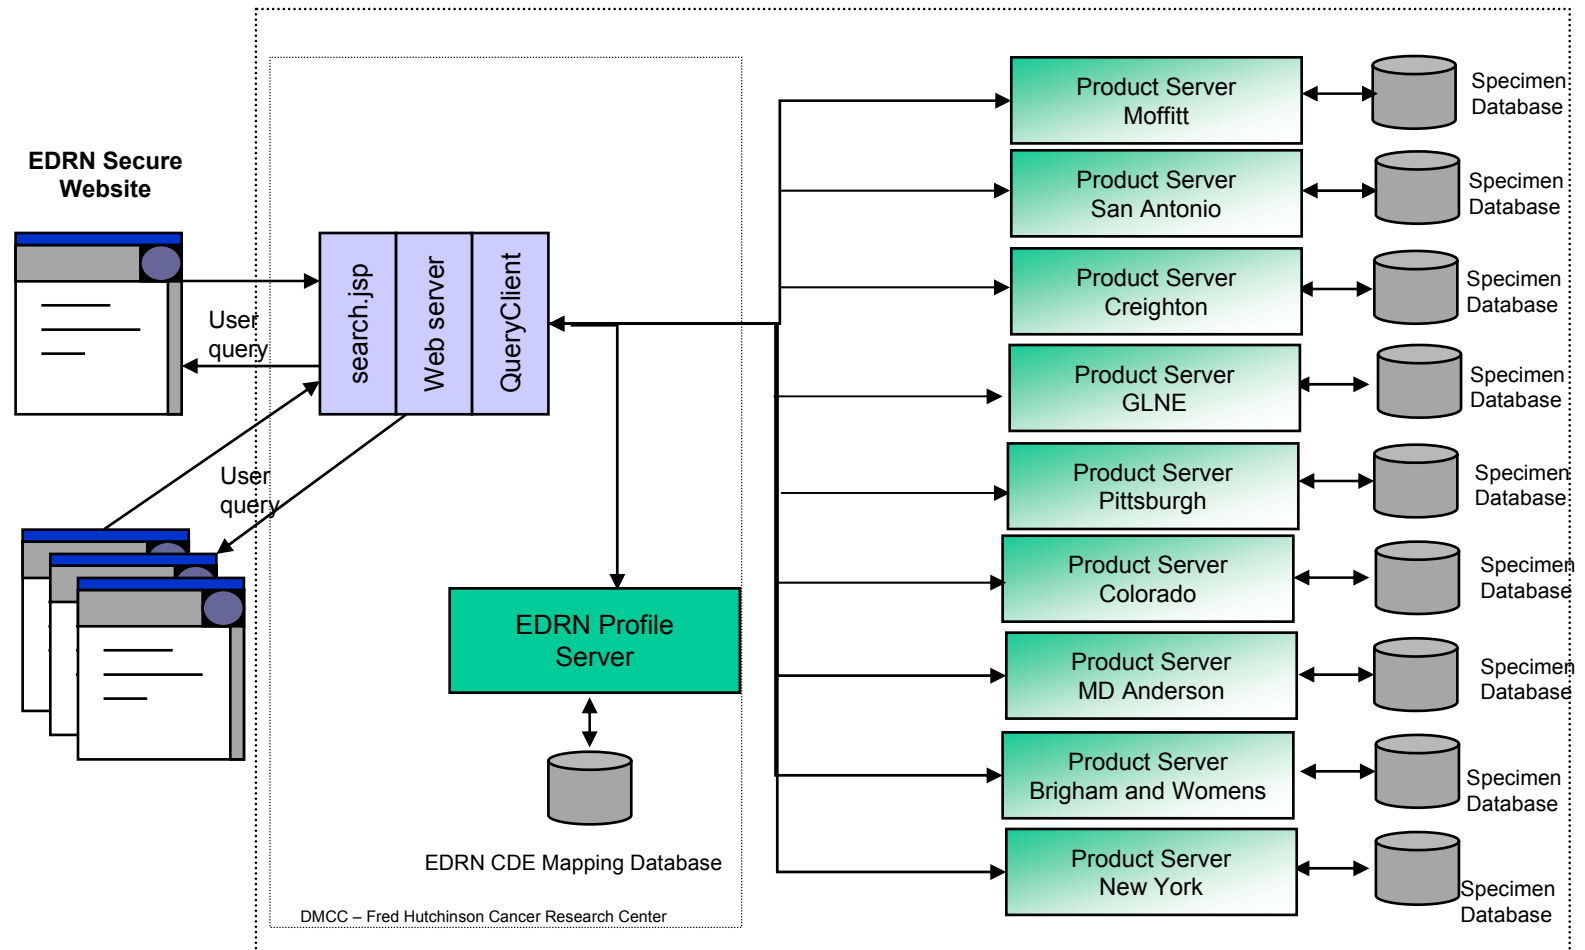 EDRN Secure
Website
User
query
User
query
search.jsp
Web server
QueryClient
EDRN Profile
Server
EDRN CDE Mapping Database
DMCC – Fred Hutchinson Cancer Research Center
Product Server
Moffitt
Specimen
Database
Product Server
San Antonio
Specimen
Database
Product Server
Creighton
Specimen
Database
Product Server
GLNE
Specimen
Database
Product Server
Pittsburgh
Specimen
Database
Product Server
Colorado
Specimen
Database
Product Server
MD Anderson
Specimen
Database
Product Server
Brigham and Womens
Specimen
Database
Product Server
New York
Specimen
Database